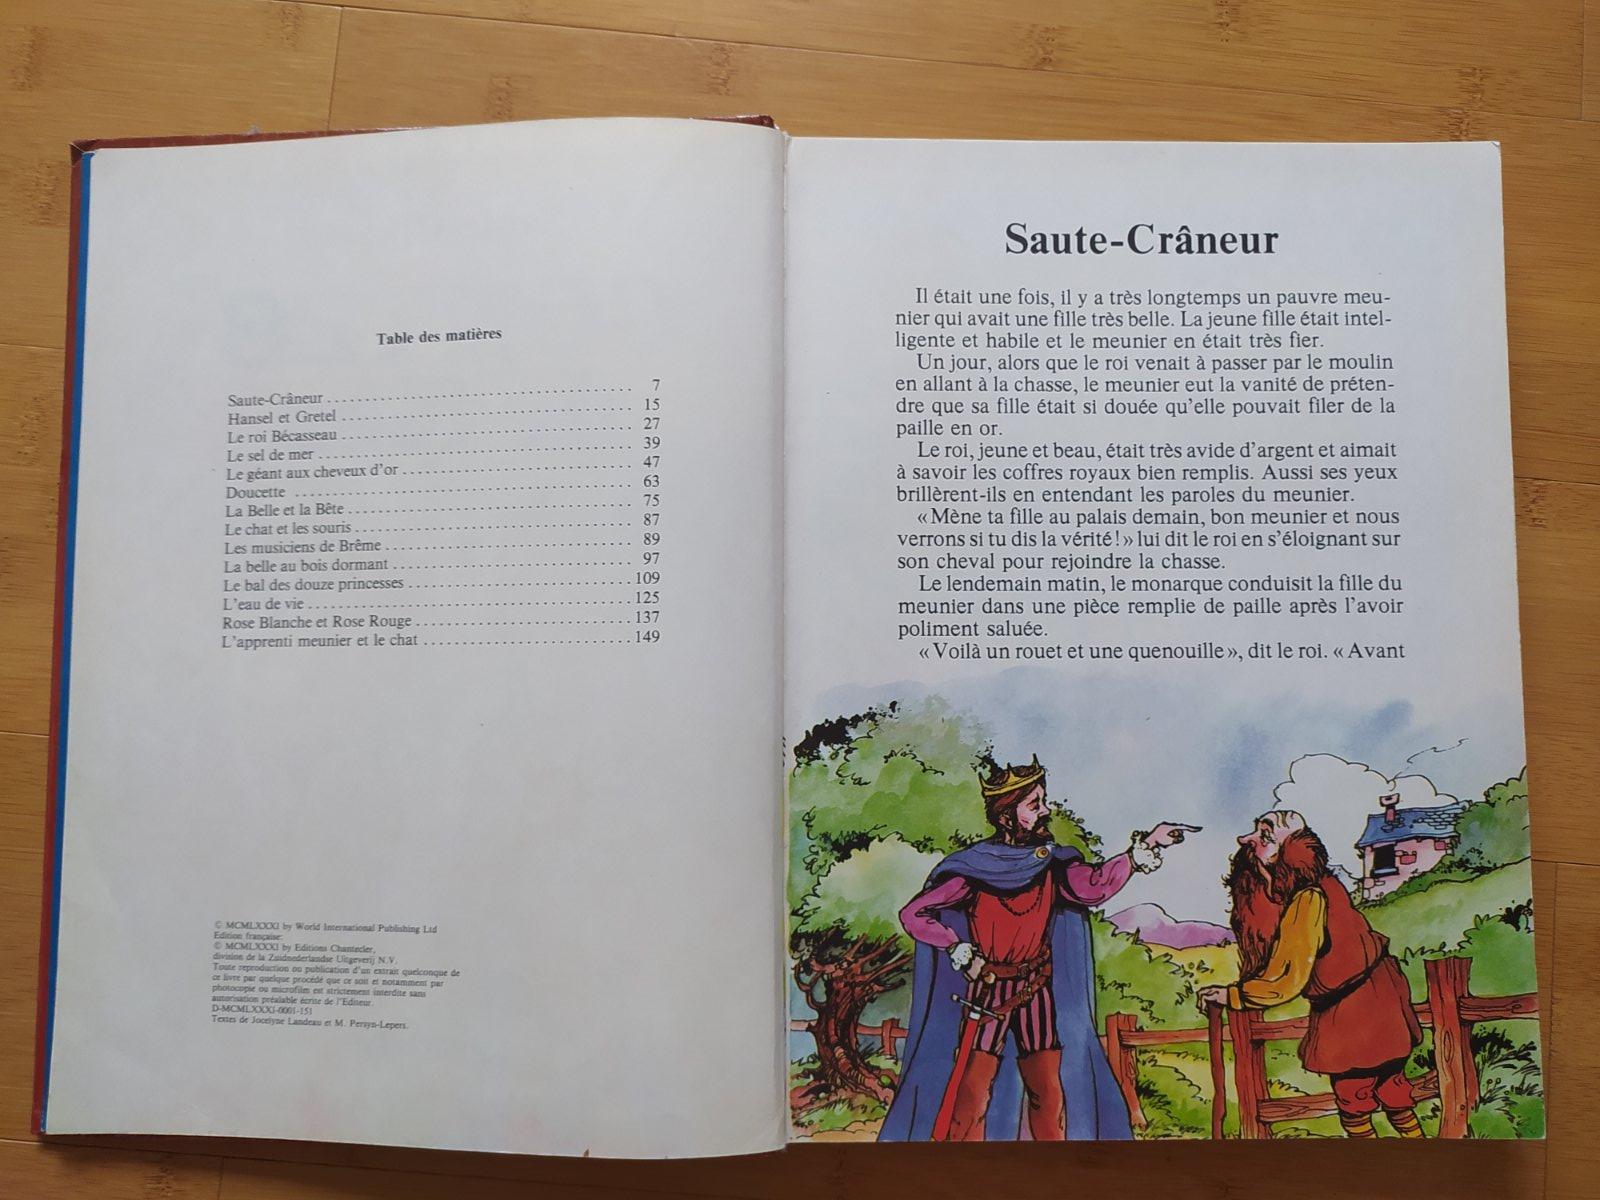 Table des matières
Saute-Crâneur . . . . . . . . . . . . . . . . . . . . . . . . . . . . . . . . 7
Hansel et Gretel . . . . . . . . . . . . . . . . . . . . . . . . . . . . . . 15
Le roi Bécasseau . . . . . . . . . . . . . . . . . . . . . . . . . . . . . . 27
Le sel de mer . . . . . . . . . . . . . . . . . . . . . . . . . . . . . . . . 39
Le géant aux cheveux d'or . . . . . . . . . . . . . . . . . . . . . . . 47
Doucette . . . . . . . . . . . . . . . . . . . . . . . . . . . . . . . . . . . 63
La Belle et la Bête . . . . . . . . . . . . . . . . . . . . . . . . . . . . . 75
Le chat et les souris . . . . . . . . . . . . . . . . . . . . . . . . . . . . 87
Les musiciens de Brême . . . . . . . . . . . . . . . . . . . . . . . . . 89
La belle au bois dormant . . . . . . . . . . . . . . . . . . . . . . . . . 97
Le bal des douze princesses . . . . . . . . . . . . . . . . . . . . . . . 109
L'eau de vie . . . . . . . . . . . . . . . . . . . . . . . . . . . . . . . . . 125
Rose Blanche et Rose Rouge . . . . . . . . . . . . . . . . . . . . . . 137
L'apprenti meunier et le chat . . . . . . . . . . . . . . . . . . . . . . 149
© MCMLXXXI by World International Publishing Ltd
Edition française:
© MCMLXXXI by Editions Chantecler,
division de la Zuidnederlandse Uitgeverij N.V.
Toute reproduction ou publication d'un extrait quelconque de
ce livre par quelque procédé que ce soit et notamment par
photocopie ou microfilm est strictement interdite sans
autorisation préalable écrite de l'Editeur.
D-MCMLXXXI-0001-151
Textes de Jocelyne Landeau et M. Persyn-Lepers.
Saute-Crâneur
Il était une fois, il y a très longtemps un pauvre meu-
nier qui avait une fille très belle. La jeune fille était intel-
ligente et habile et le meunier en était très fier.
Un jour, alors que le roi venait à passer par le moulin
en allant à la chasse, le meunier eut la vanité de préten-
dre que sa fille était si douée qu'elle pouvait filer de la
paille en or.
Le roi, jeune et beau, était très avide d'argent et aimait
à savoir les coffres royaux bien remplis. Aussi ses yeux
brillèrent-ils en entendant les paroles du meunier.
« Mène ta fille au palais demain, bon meunier et nous
verrons si tu dis la vérité ! » lui dit le roi en s'éloignant sur
son cheval pour rejoindre la chasse.
Le lendemain matin, le monarque conduisit la fille du
meunier dans une pièce remplie de paille après l'avoir
poliment saluée.
« Voilà un rouet et une quenouille », dit le roi. « Avant